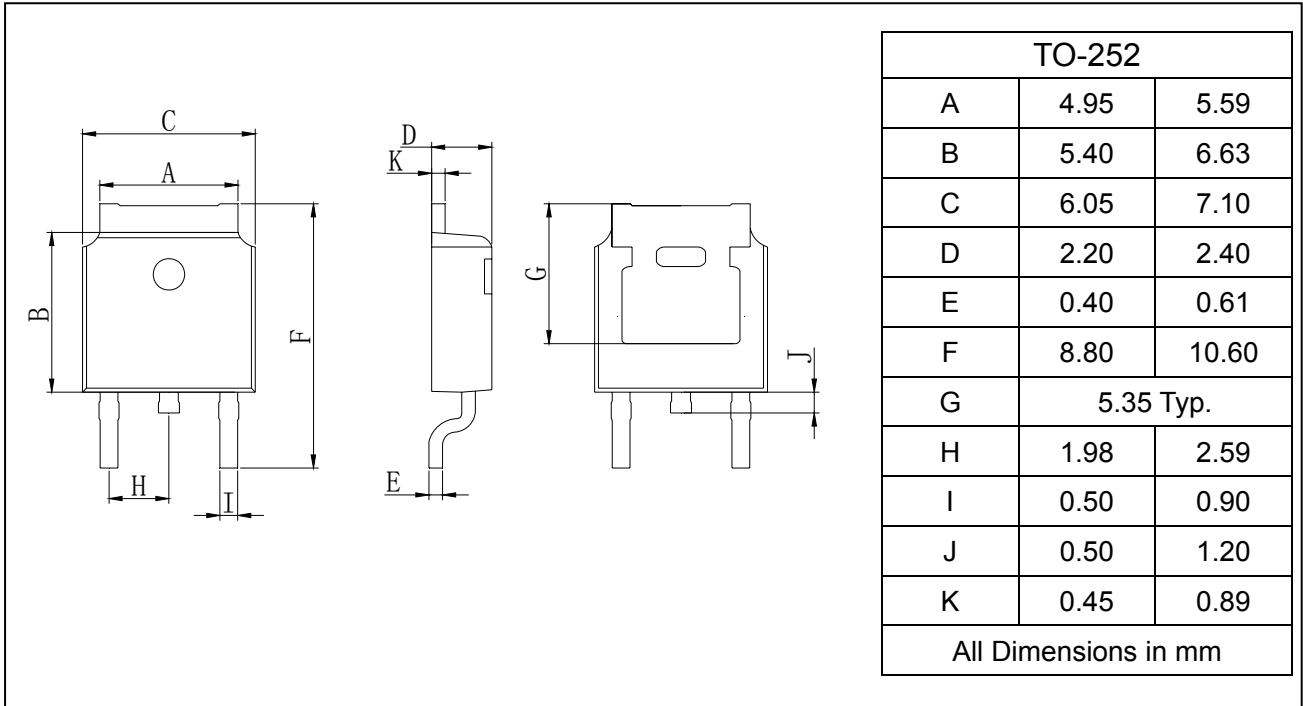 C
A
B
F
H
I
D
K
E
G
J
TO-252
A 4.95 5.59
B 5.40 6.63
C 6.05 7.10
D 2.20 2.40
E 0.40 0.61
F 8.80 10.60
G 5.35 Typ.
H 1.98 2.59
I 0.50 0.90
J 0.50 1.20
K 0.45 0.89
All Dimensions in mm